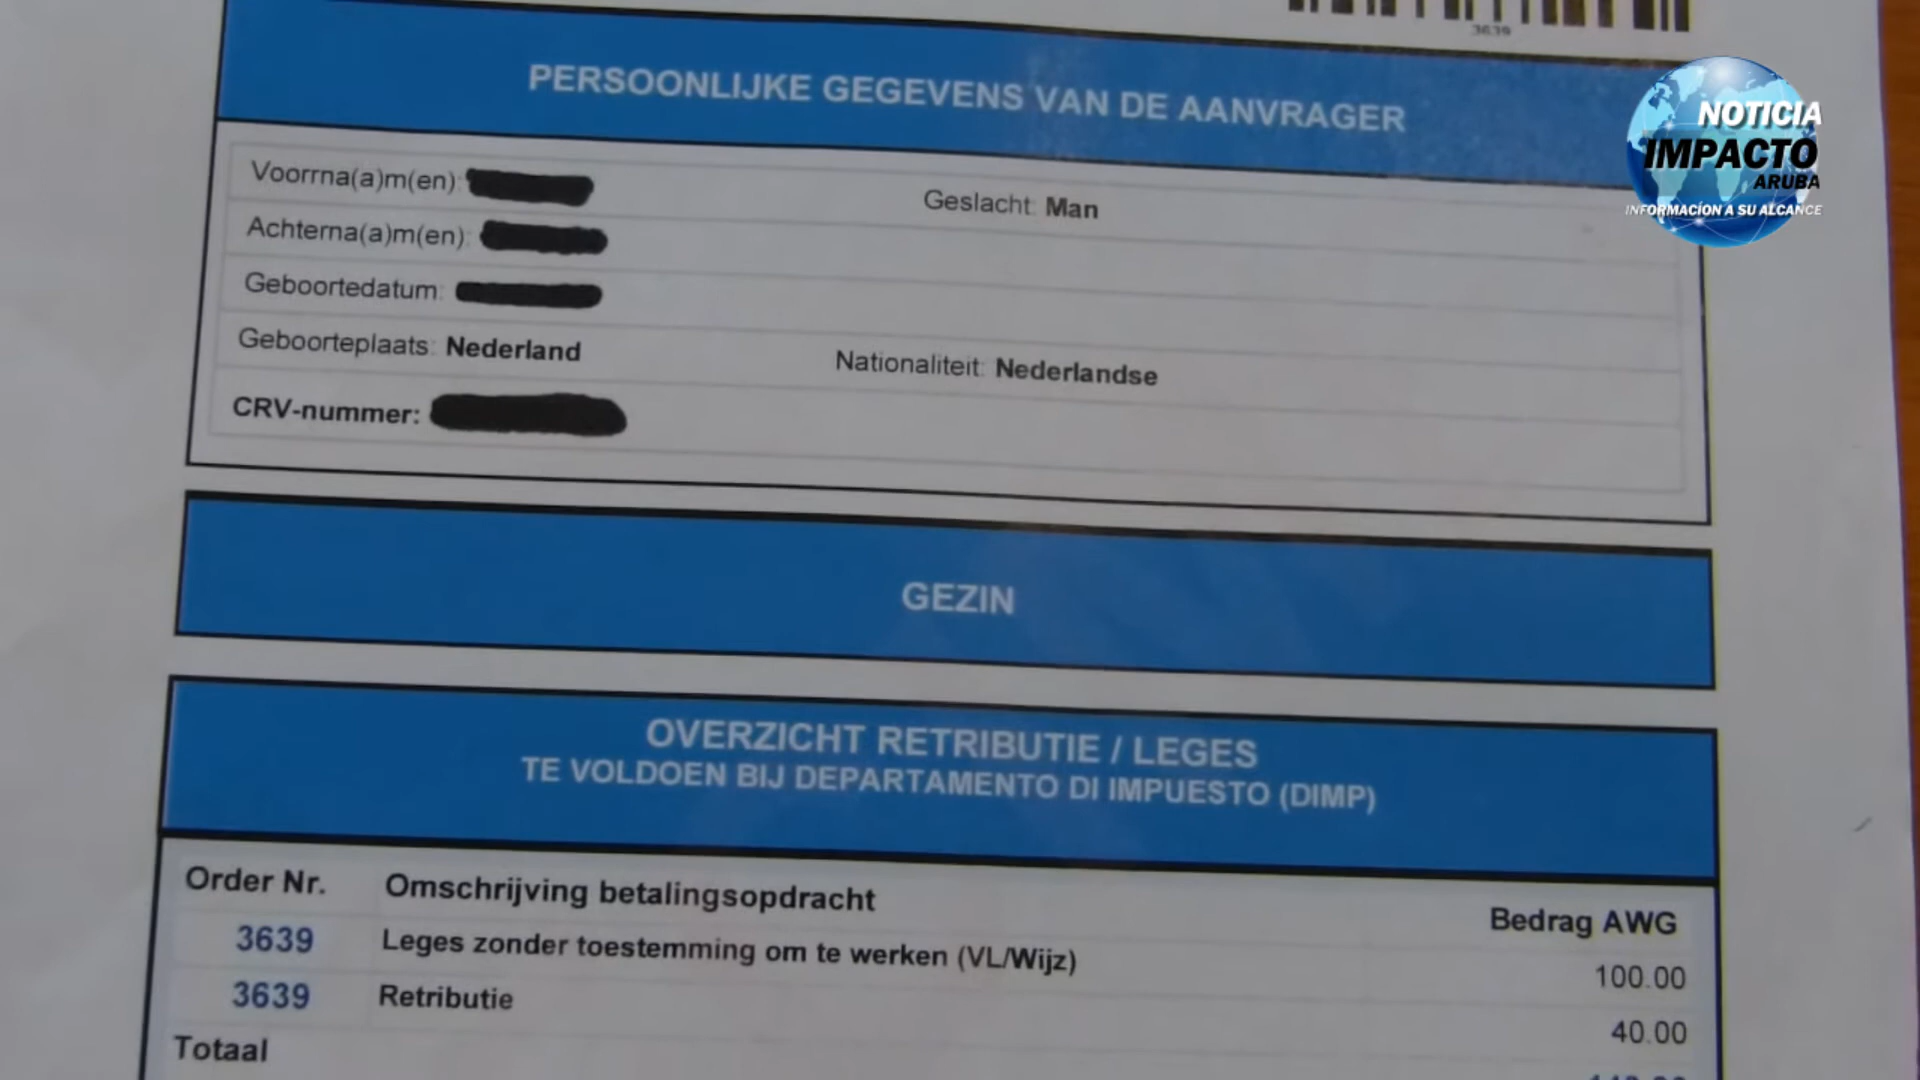 3639
PERSOONLIJKE GEGEVENS VAN DE AANVRAGER
NOTICIA
IMPACTO
ARUBA
INFORMACÍON A SU ALCANCE
Voorrna(a)m(en):
Geslacht: Man
Achterna(a)m(en):
Geboortedatum:
Geboorteplaats: Nederland Nationaliteit: Nederlandse
CRV-nummer:
GEZIN
OVERZICHT RETRIBUTIE / LEGES
TE VOLDOEN BIJ DEPARTAMENTO DI IMPUESTO (DIMP)
Order Nr. Omschrijving betalingsopdracht Bedrag AWG
3639 Leges zonder toestemming om te werken (VL/Wijz) 100.00
3639 Retributie 40.00
Totaal